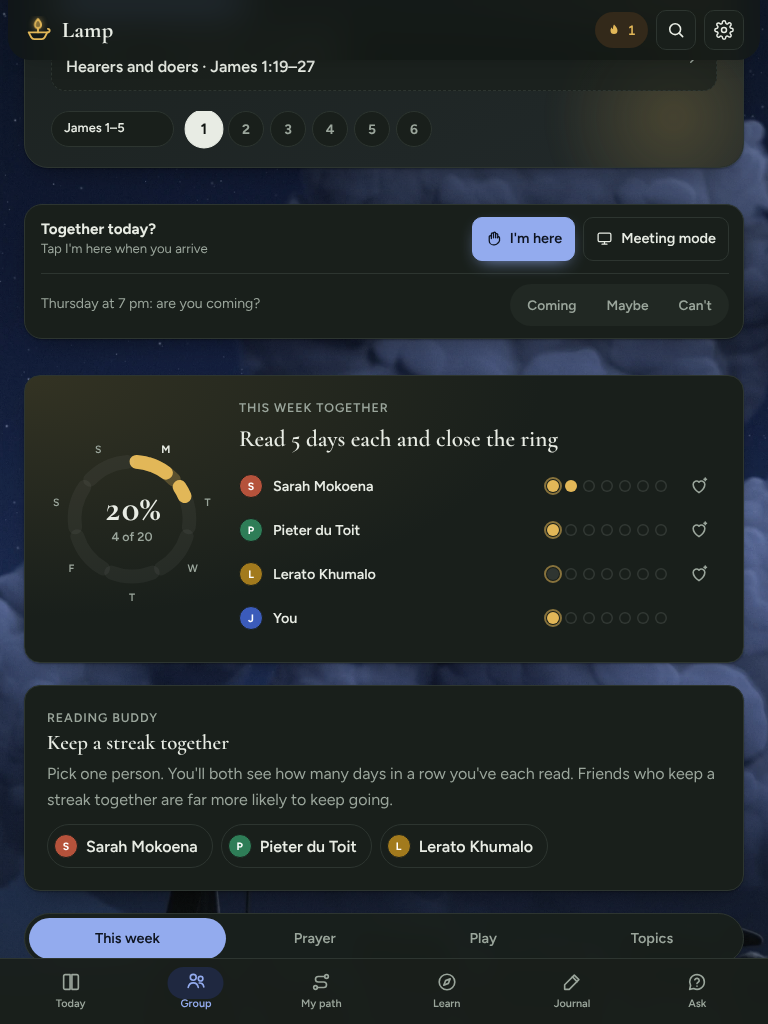 Lamp
1
Hearers and doers · James 1:19–27
James 1–5
1 2 3 4 5 6
Together today?
Tap I'm here when you arrive
I'm here
Meeting mode
Thursday at 7 pm: are you coming?
Coming
Maybe
Can't
S
M
T
W
T
F
S
20%
4 of 20
THIS WEEK TOGETHER
Read 5 days each and close the ring
S Sarah Mokoena
P Pieter du Toit
L Lerato Khumalo
J You
READING BUDDY
Keep a streak together
Pick one person. You'll both see how many days in a row you've each read. Friends who keep a
streak together are far more likely to keep going.
S Sarah Mokoena
P Pieter du Toit
L Lerato Khumalo
This week
Prayer
Play
Topics
Today
Group
My path
Learn
Journal
Ask